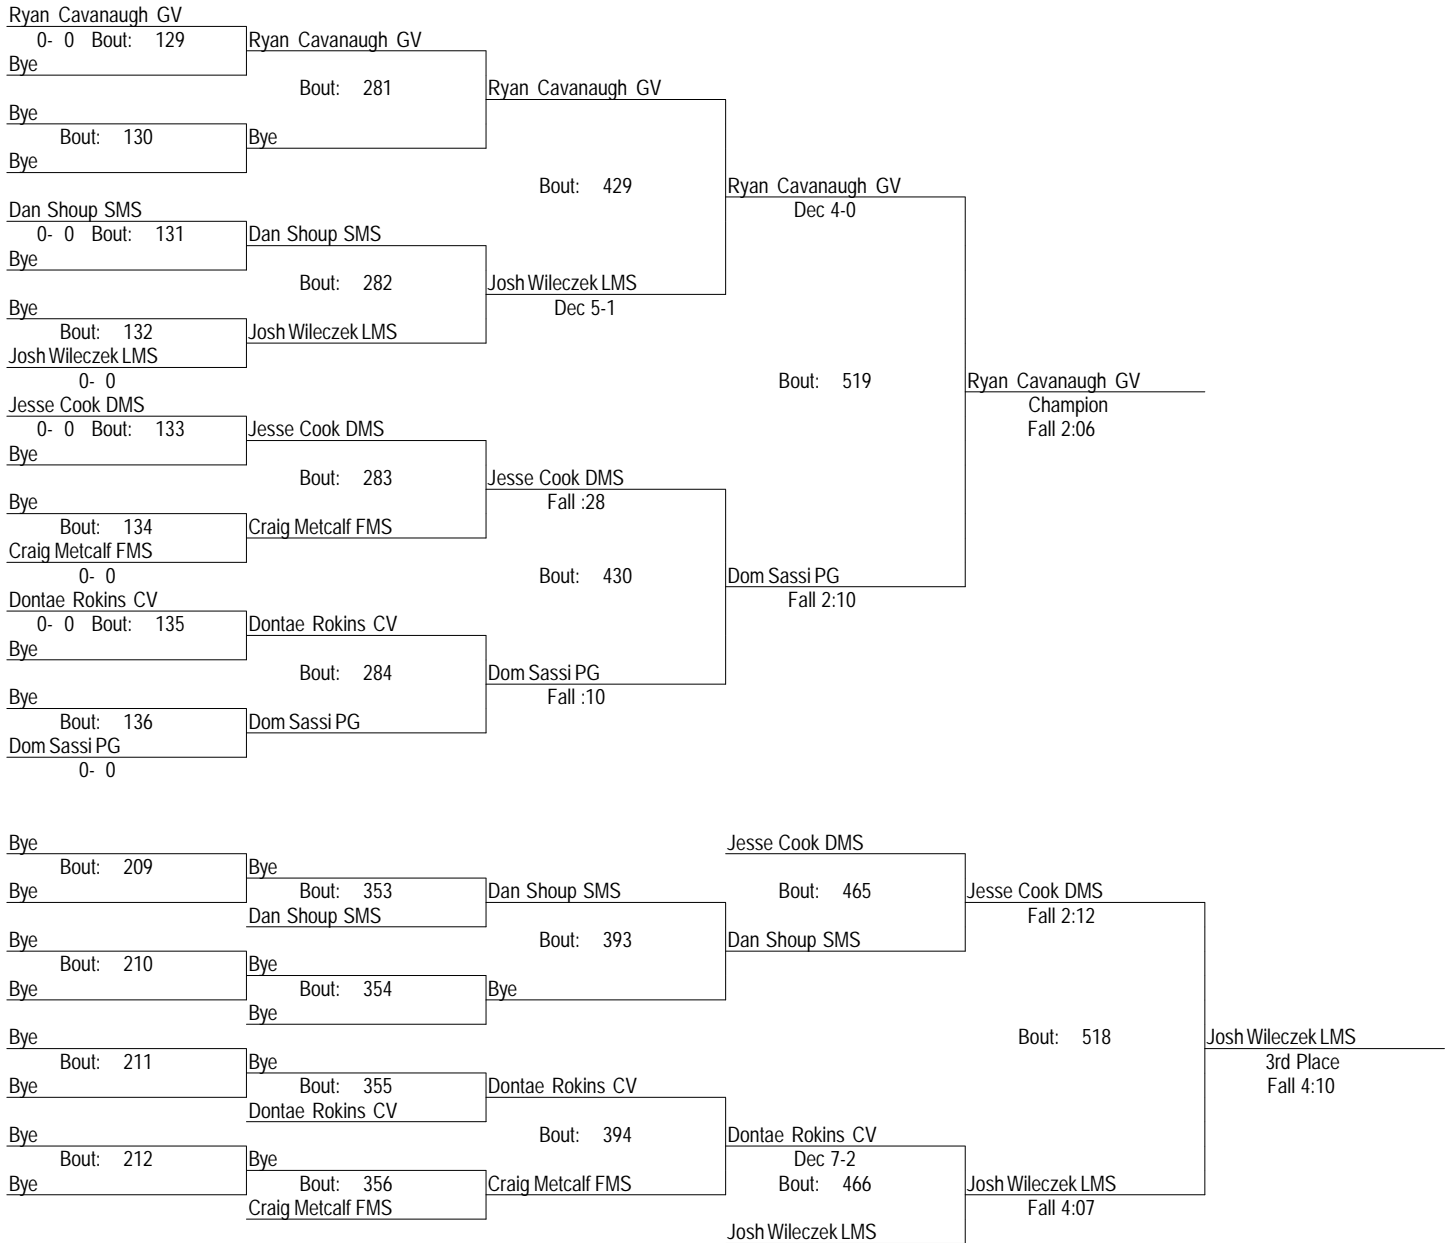 Ryan Cavanaugh GV
0- 0 Bout: 129 Ryan Cavanaugh GV
Bye
Bout: 281 Ryan Cavanaugh GV
Bye
Bout: 130 Bye
Bye
Bout: 429 Ryan Cavanaugh GV
Dan Shoup SMS Dec 4-0
0- 0 Bout: 131 Dan Shoup SMS
Bye
Bout: 282 Josh Wileczek LMS
Bye Dec 5-1
Bout: 132 Josh Wileczek LMS
Josh Wileczek LMS
0- 0 Bout: 519 Ryan Cavanaugh GV
Jesse Cook DMS Champion
0- 0 Bout: 133 Jesse Cook DMS Fall 2:06
Bye
Bout: 283 Jesse Cook DMS
Bye Fall :28
Bout: 134 Craig Metcalf FMS
Craig Metcalf FMS
0- 0 Bout: 430 Dom Sassi PG
Dontae Rokins CV Fall 2:10
0- 0 Bout: 135 Dontae Rokins CV
Bye
Bout: 284 Dom Sassi PG
Bye Fall :10
Bout: 136 Dom Sassi PG
Dom Sassi PG
0- 0
Bye Jesse Cook DMS
Bout: 209 Bye
Bye Bout: 353 Dan Shoup SMS Bout: 465 Jesse Cook DMS
Dan Shoup SMS Fall 2:12
Bye Bout: 393 Dan Shoup SMS
Bout: 210 Bye
Bye Bout: 354 Bye
Bye
Bye Bout: 518 Josh Wileczek LMS
Bout: 211 Bye 3rd Place
Bye Bout: 355 Dontae Rokins CV Fall 4:10
Dontae Rokins CV
Bye Bout: 394 Dontae Rokins CV
Bout: 212 Bye Dec 7-2
Bye Bout: 356 Craig Metcalf FMS Bout: 466 Josh Wileczek LMS
Craig Metcalf FMS Fall 4:07
Josh Wileczek LMS